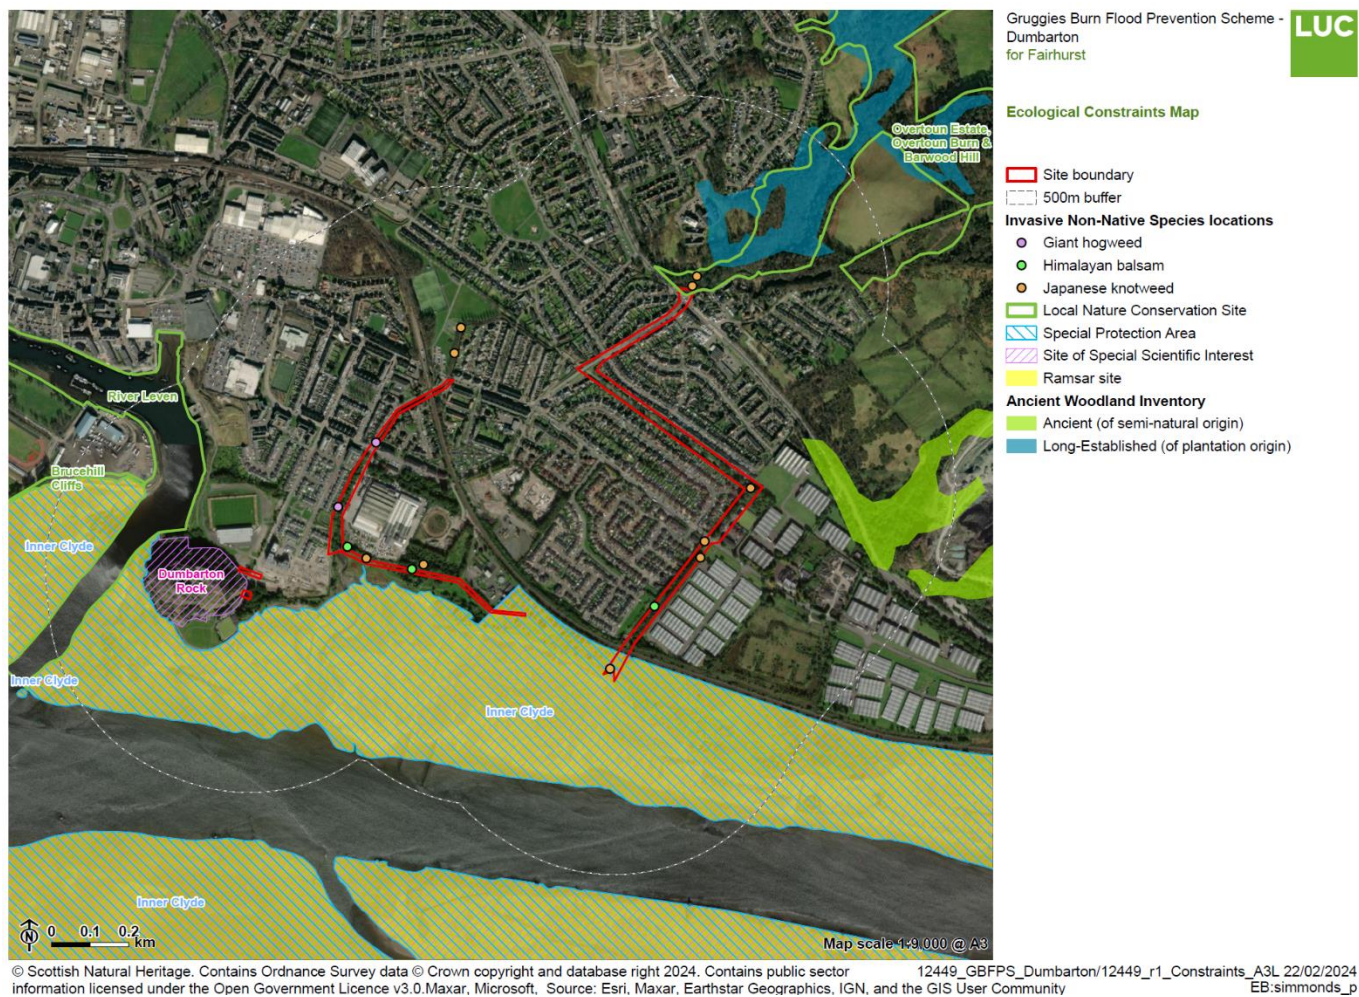 Gruggies Burn Flood Prevention Scheme -
Dumbarton
for Fairhurst
LUC
Ecological Constraints Map
Site boundary
500m buffer
Invasive Non-Native Species locations
Giant hogweed
Himalayan balsam
Japanese knotweed
Local Nature Conservation Site
Special Protection Area
Site of Special Scientific Interest
Ramsar site
Ancient Woodland Inventory
Ancient (of semi-natural origin)
Long-Established (of plantation origin)
Overtoun Estate,
Overtoun Burn &
Barwood Hill
River Leven
Brucehill
Cliffs
Inner Clyde
Dumbarton
Rock
Inner Clyde
Inner Clyde
Inner Clyde
N
0 0.1 0.2
km
Map scale 1:9,000 @ A3
© Scottish Natural Heritage. Contains Ordnance Survey data © Crown copyright and database right 2024. Contains public sector
information licensed under the Open Government Licence v3.0.Maxar, Microsoft, Source: Esri, Maxar, Earthstar Geographics, IGN, and the GIS User Community
12449_GBFPS_Dumbarton/12449_r1_Constraints_A3L 22/02/2024
EB:simmonds_p